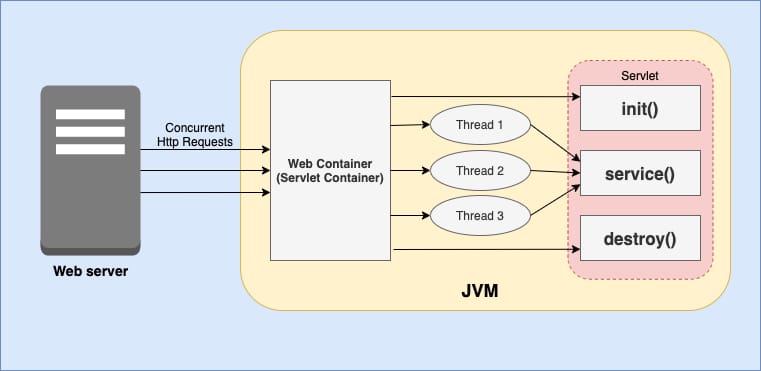 Web server
Concurrent
Http Requests
Web Container
(Servlet Container)
Thread 1
Thread 2
Thread 3
Servlet
init()
service()
destroy()
JVM